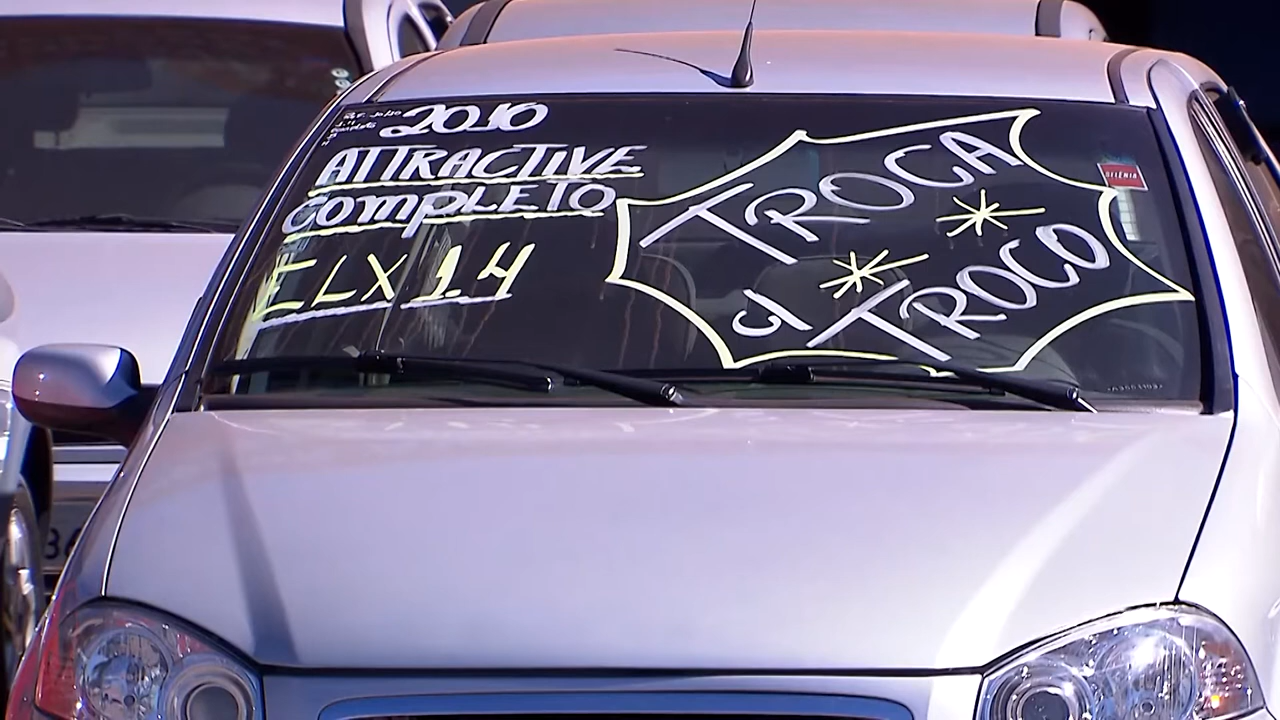 2010
ATTRACTIVE
COMPLETO
ELX 1.4
TROCA
C/ TROCO